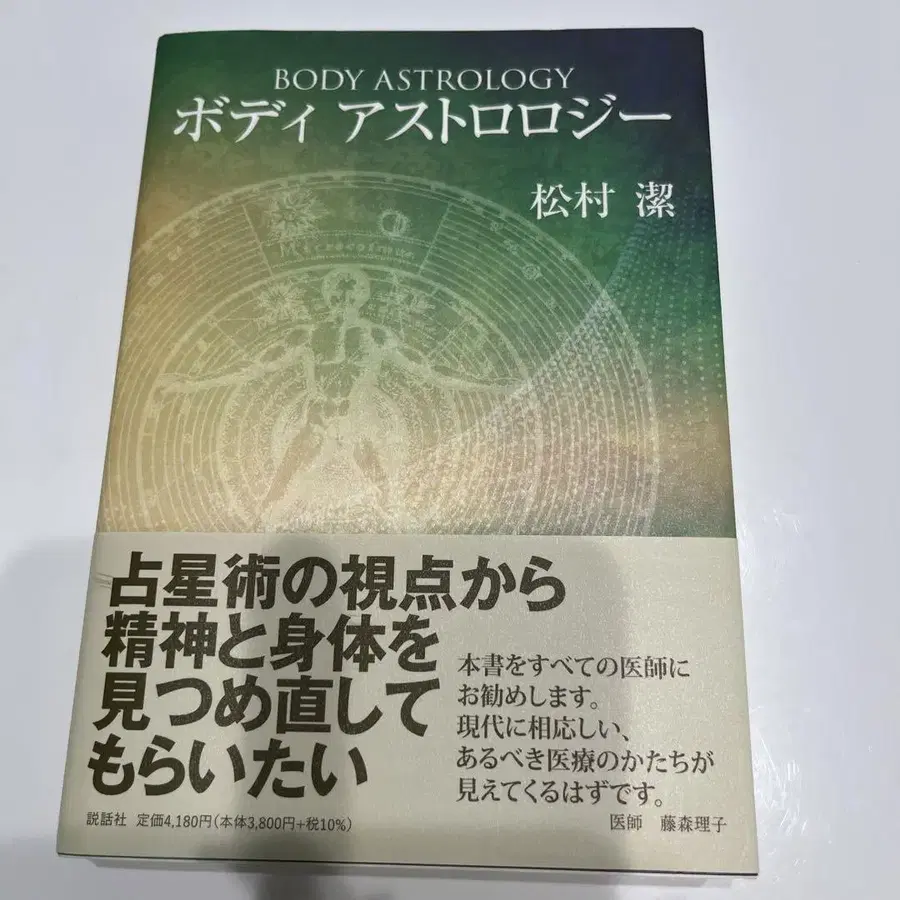 BODY ASTROLOGY
ボディ アストロロジー
松村 潔
Microcosmicum
占星術の視点から
精神と身体を
見つめ直して
もらいたい
本書をすべての医師に
お勧めします。
現代に相応しい、
あるべき医療のかたちが
見えてくるはずです。
医師 藤森理子
説話社 定価4,180円(本体3,800円+税10%)